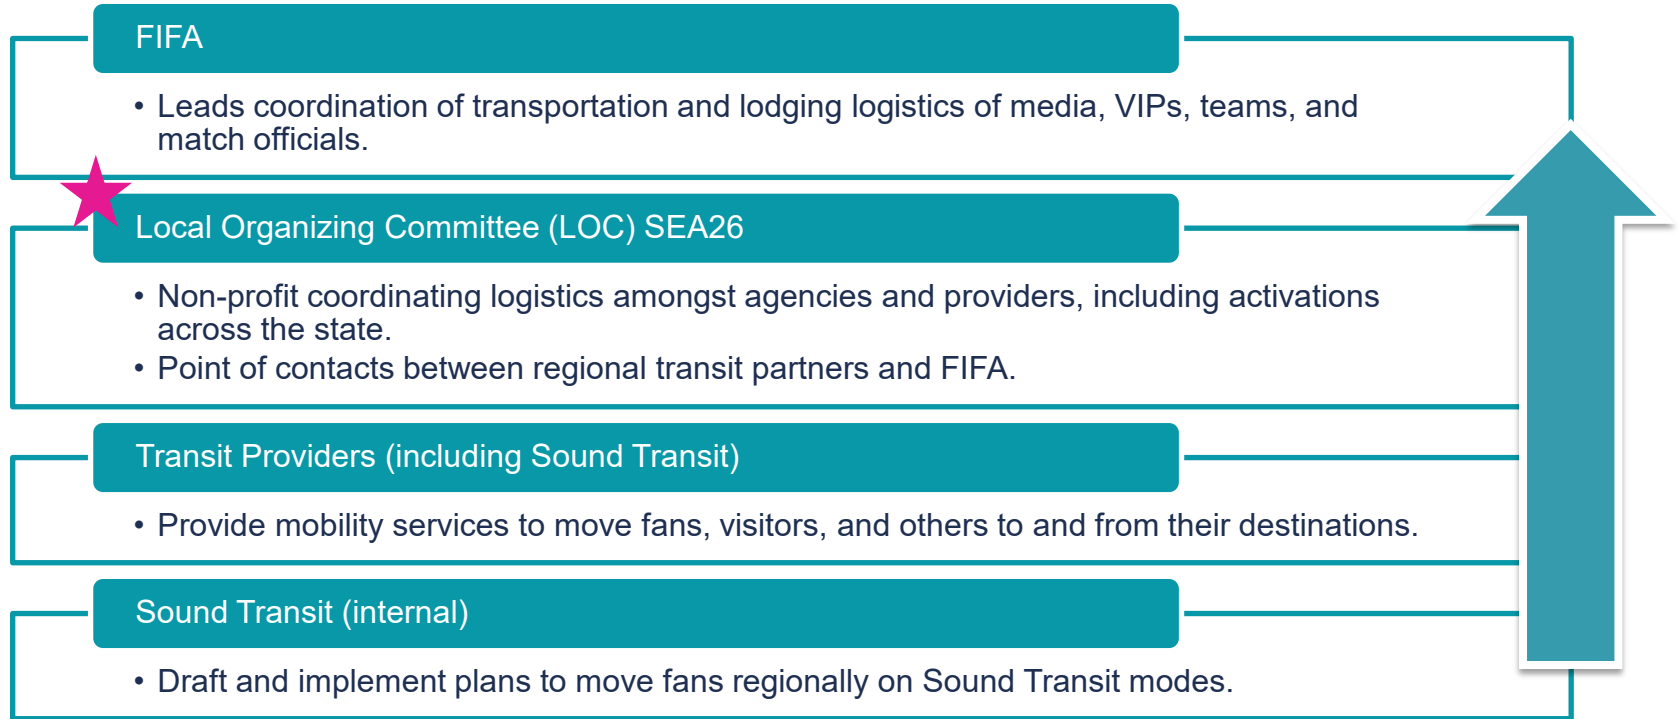 FIFA
• Leads coordination of transportation and lodging logistics of media, VIPs, teams, and
match officials.
Local Organizing Committee (LOC) SEA26
• Non-profit coordinating logistics amongst agencies and providers, including activations
across the state.
• Point of contacts between regional transit partners and FIFA.
Transit Providers (including Sound Transit)
• Provide mobility services to move fans, visitors, and others to and from their destinations.
Sound Transit (internal)
• Draft and implement plans to move fans regionally on Sound Transit modes.